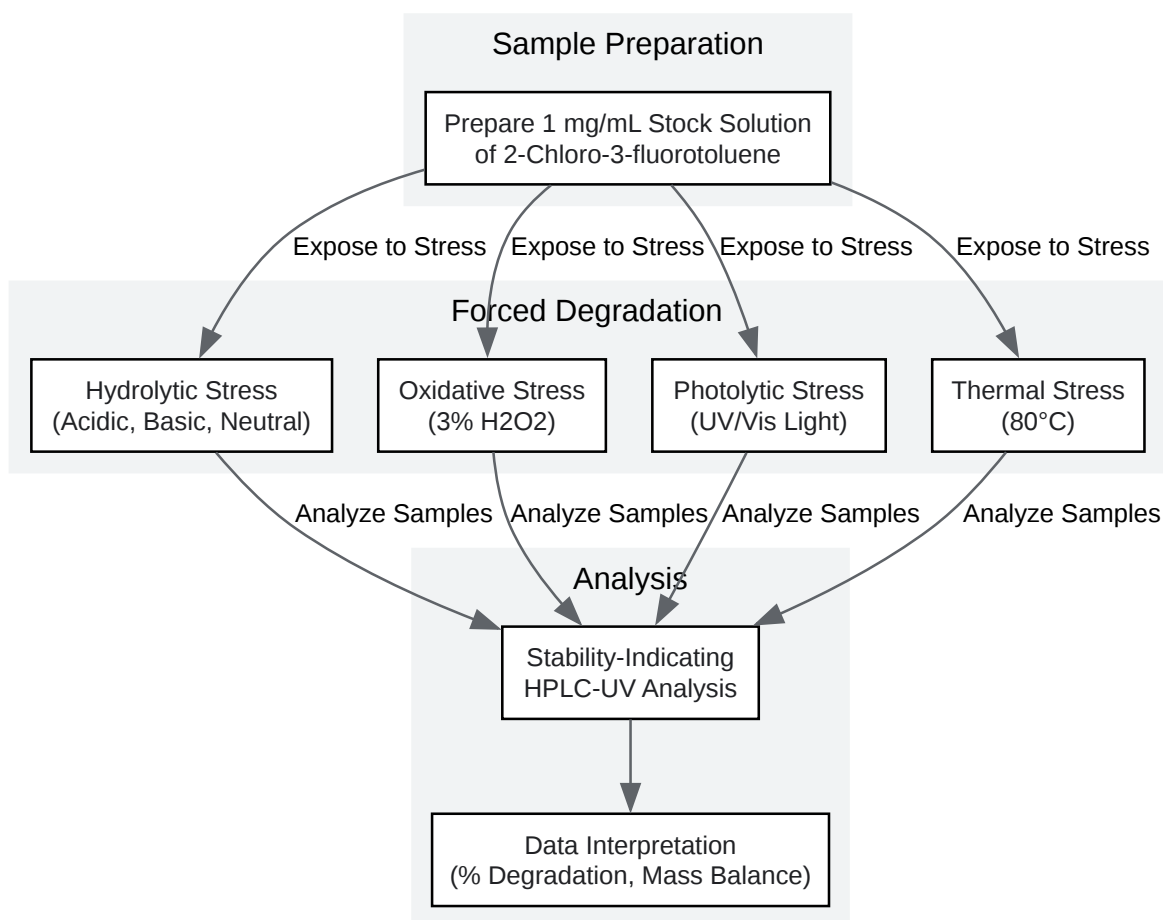 Sample Preparation
Prepare 1 mg/mL Stock Solution
of 2-Chloro-3-fluorotoluene
Expose to Stress
Expose to Stress
Expose to Stress
Expose to Stress
Forced Degradation
Hydrolytic Stress
(Acidic, Basic, Neutral)
Oxidative Stress
(3% H2O2)
Photolytic Stress
(UV/Vis Light)
Thermal Stress
(80°C)
Analyze Samples
Analyze Samples
Analyze Samples
Analyze Samples
Analysis
Stability-Indicating
HPLC-UV Analysis
Data Interpretation
(% Degradation, Mass Balance)